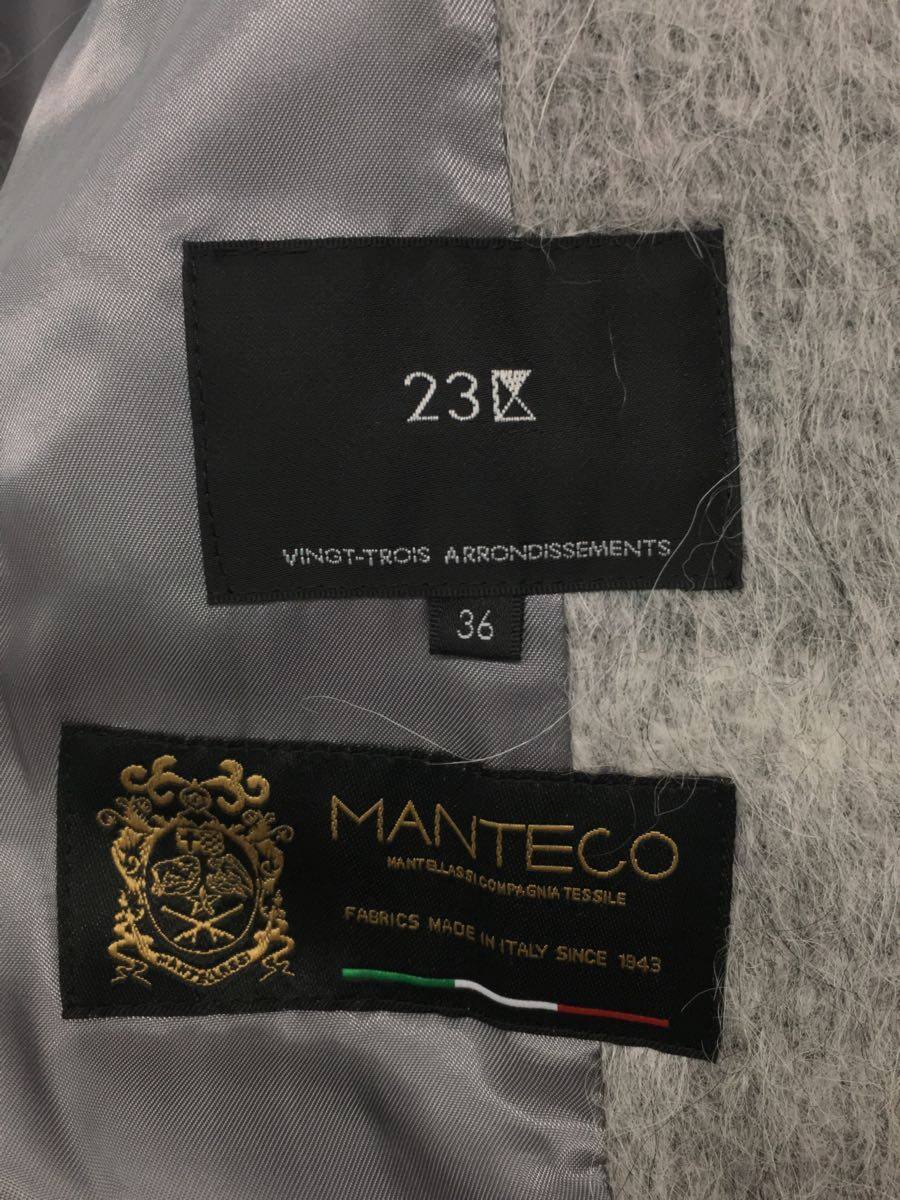 23区
VINGT-TROIS ARRONDISSEMENTS
36
MANTECO
MANTELLASSI COMPAGNIA TESSILE
FABRICS MADE IN ITALY SINCE 1943